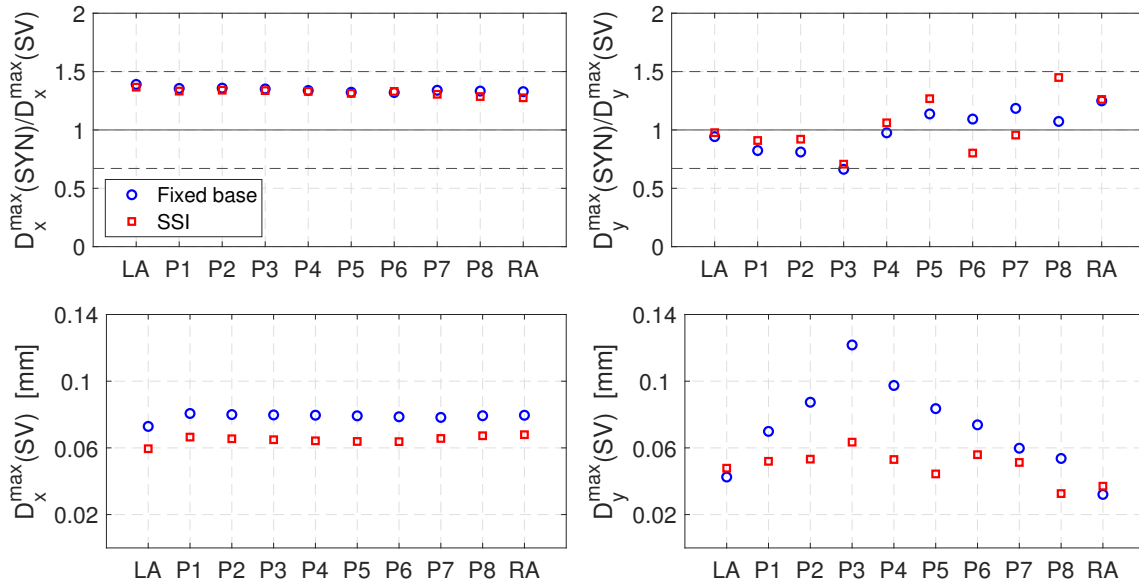 D_x^max(SYN)/D_x^max(SV)
2
1.5
1
0.5
0
Fixed base
SSI
LA P1 P2 P3 P4 P5 P6 P7 P8 RA
D_y^max(SYN)/D_y^max(SV)
2
1.5
1
0.5
0
LA P1 P2 P3 P4 P5 P6 P7 P8 RA
D_x^max(SV) [mm]
0.14
0.1
0.06
0.02
LA P1 P2 P3 P4 P5 P6 P7 P8 RA
D_y^max(SV) [mm]
0.14
0.1
0.06
0.02
LA P1 P2 P3 P4 P5 P6 P7 P8 RA